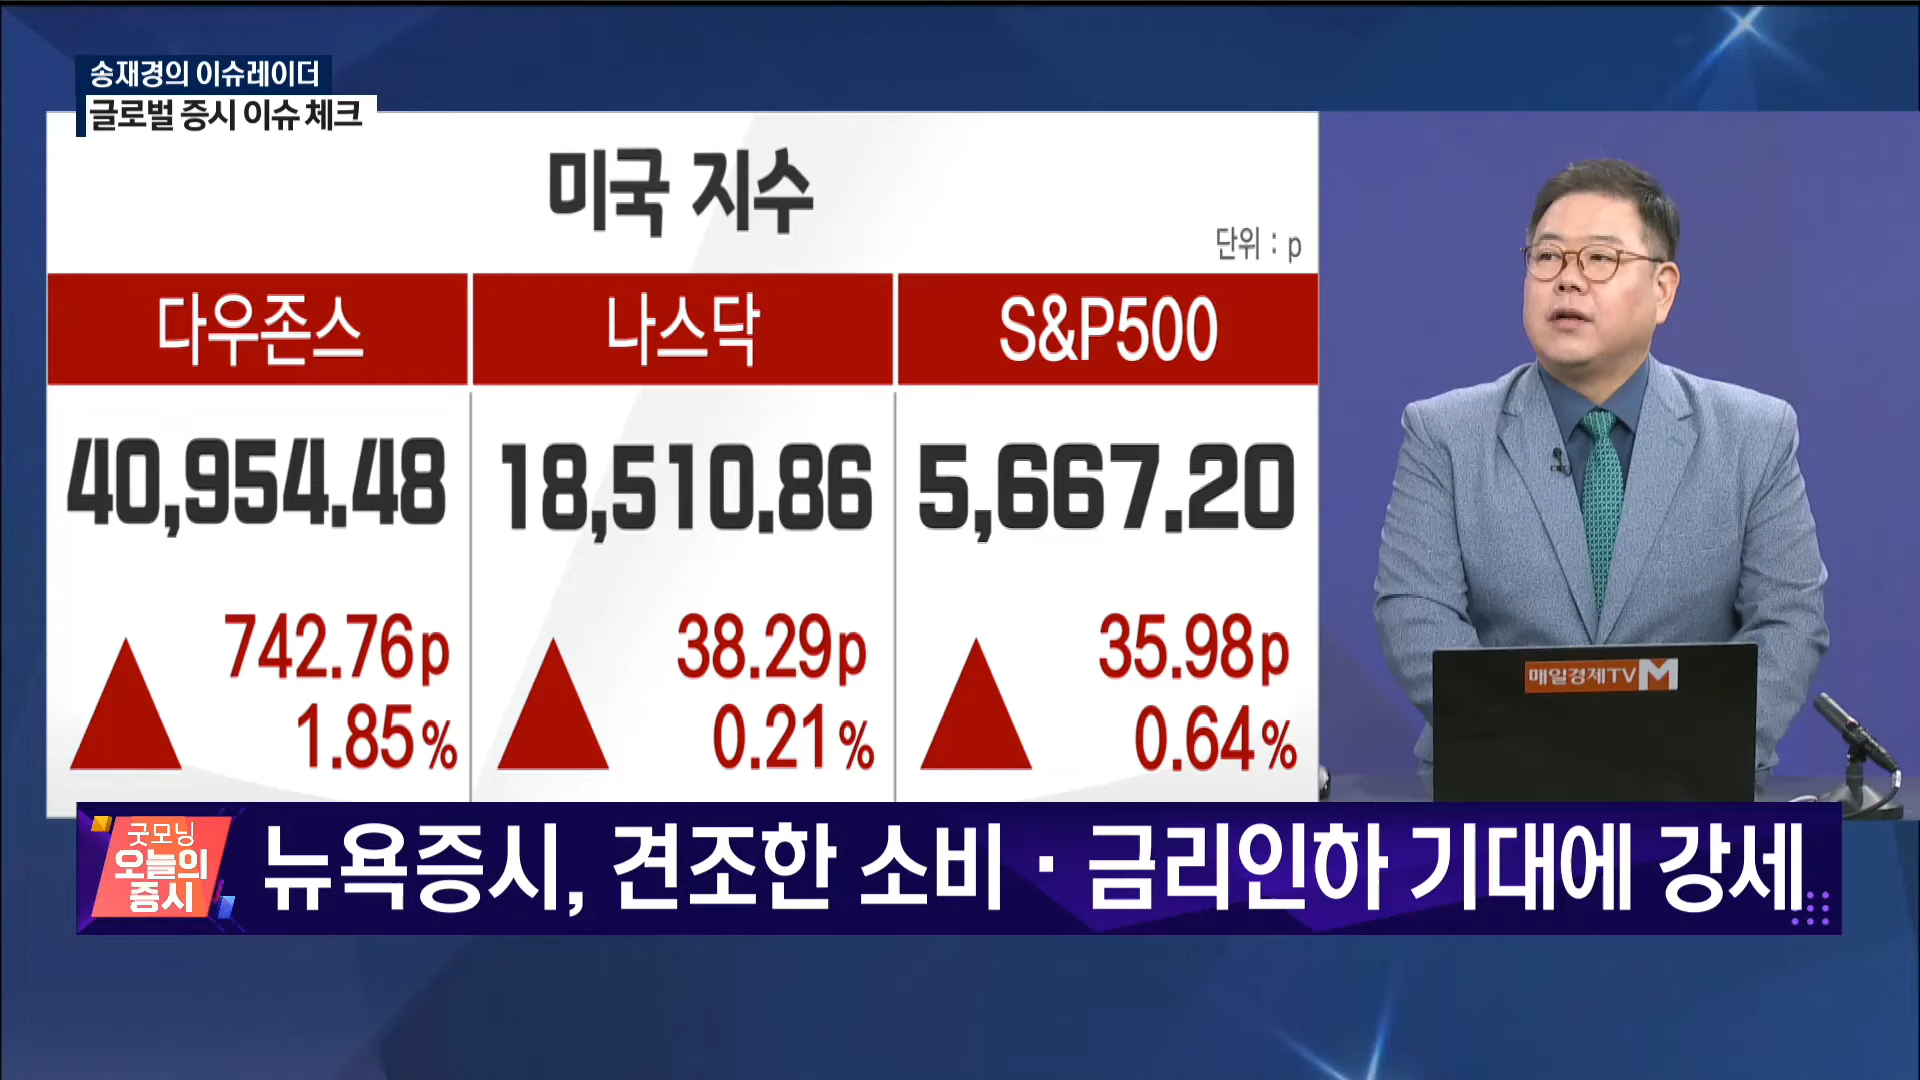 송재경의 이슈레이더
글로벌 증시 이슈 체크
미국 지수
단위 : p
다우존스
나스닥
S&P500
40,954.48
18,510.86
5,667.20
742.76p
1.85%
38.29p
0.21%
35.98p
0.64%
매일경제TV M
굿모닝
오늘의
증시
뉴욕증시, 견조한 소비 · 금리인하 기대에 강세